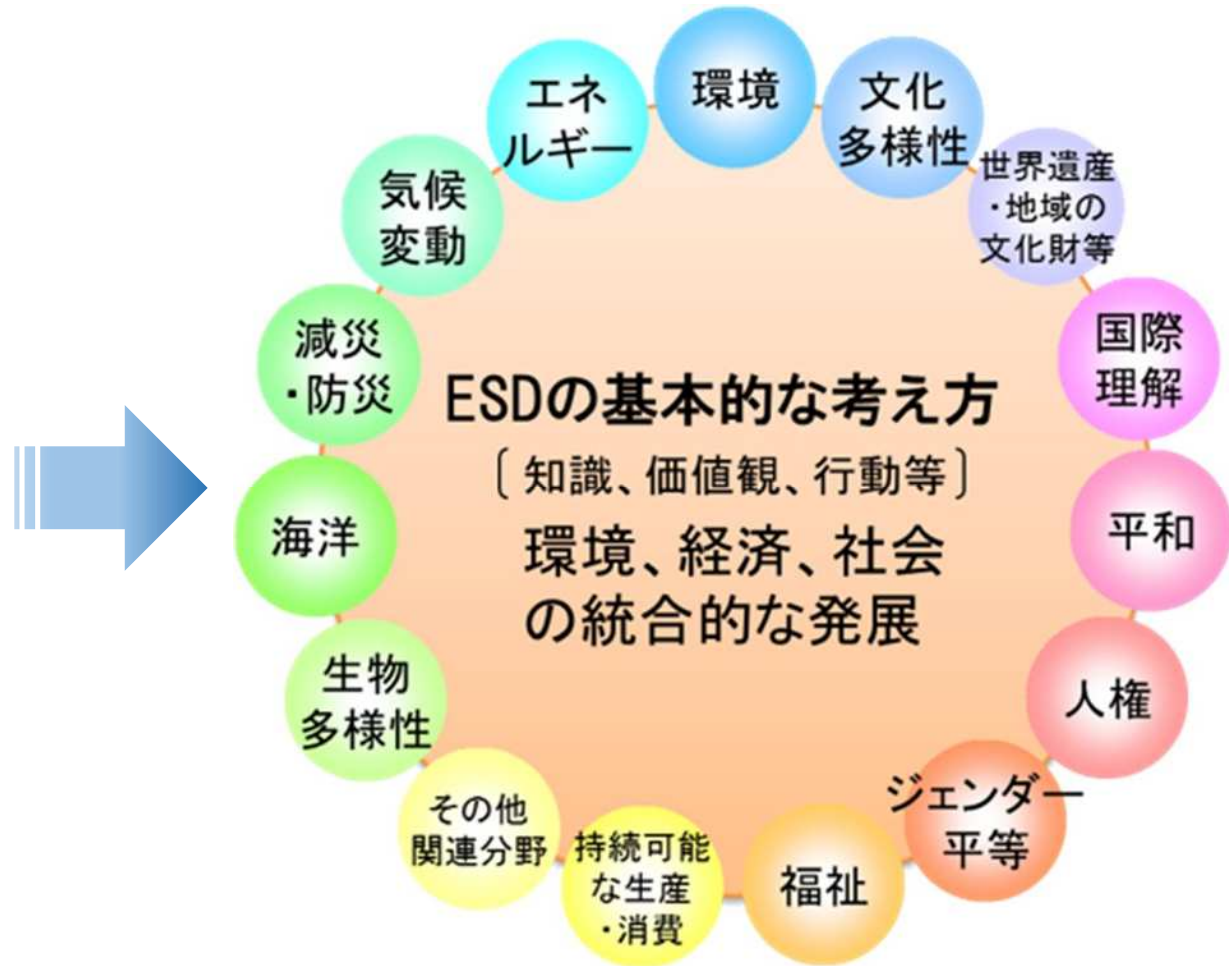 環境
文化
多様性
世界遺産
・地域の
文化財等
国際
理解
平和
人権
ジェンダー
平等
福祉
持続可能
な生産
・消費
その他
関連分野
生物
多様性
海洋
減災
・防災
気候
変動
エネ
ルギー
ESDの基本的な考え方
〔知識、価値観、行動等〕
環境、経済、社会
の統合的な発展